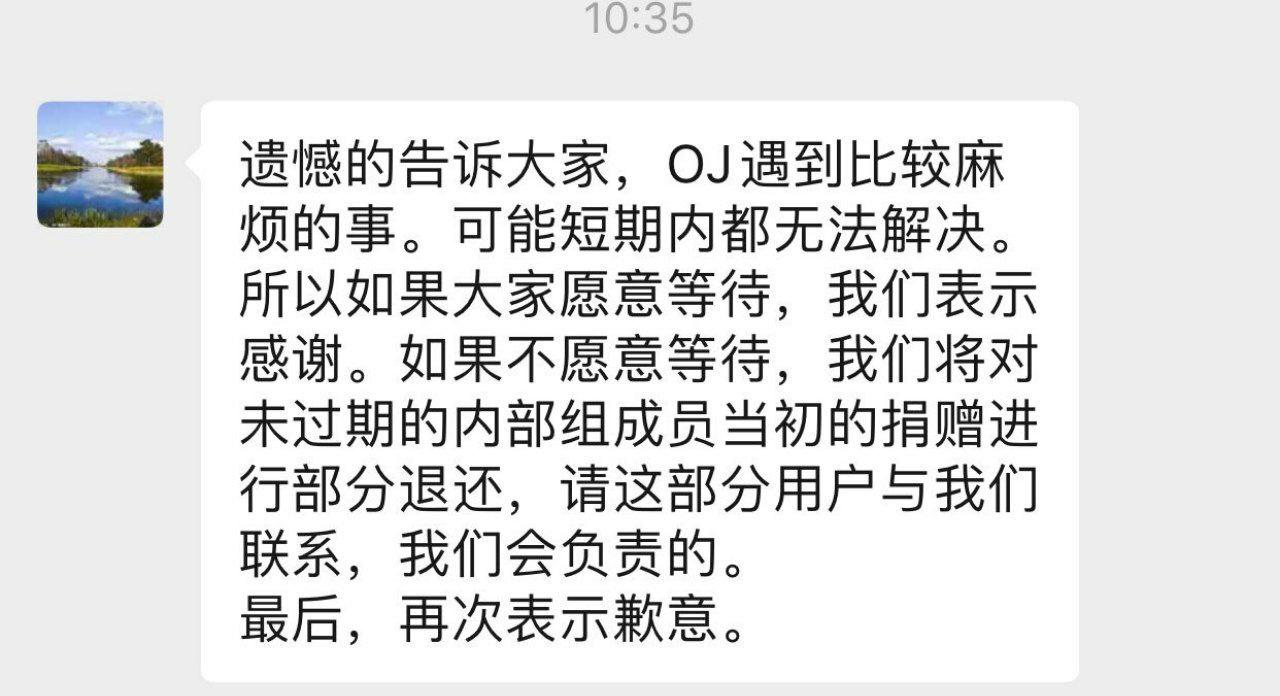 10:35
遗憾的告诉大家，OJ遇到比较麻
烦的事。可能短期内都无法解决。
所以如果大家愿意等待，我们表示
感谢。如果不愿意等待，我们将对
未过期的内部组成员当初的捐赠进
行部分退还，请这部分用户与我们
联系，我们会负责的。
最后，再次表示歉意。